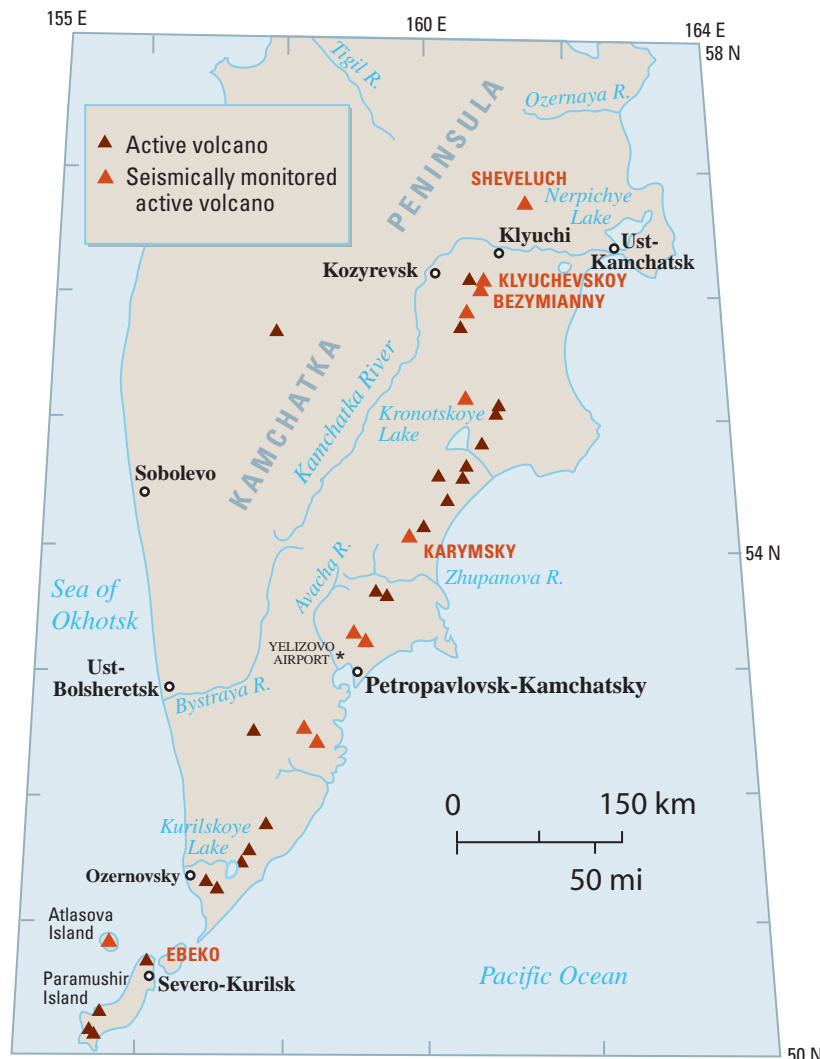 155 E
160 E
164 E
58 N
Tigil R.
Ozernaya R.
PENINSULA
Active volcano
Seismically monitored
active volcano
SHEVELUCH
Nerpichye
Lake
Klyuchi
Ust-
Kamchatsk
Kozyrevsk
KLYUCHEVSKOY
BEZYMIANNY
KAMCHATKA
Kamchatka River
Kronotskoye
Lake
Sobolevo
KARYMSKY
54 N
Zhupanova R.
Avacha R.
Sea of
Okhotsk
YELIZOVO
AIRPORT
*
Ust-
Bolsheretsk
Petropavlovsk-Kamchatsky
Bystraya R.
0 150 km
50 mi
Kurilskoye
Lake
Ozernovsky
Atlasova
Island
EBEKO
Paramushir
Island
Severo-Kurilsk
Pacific Ocean
50 N